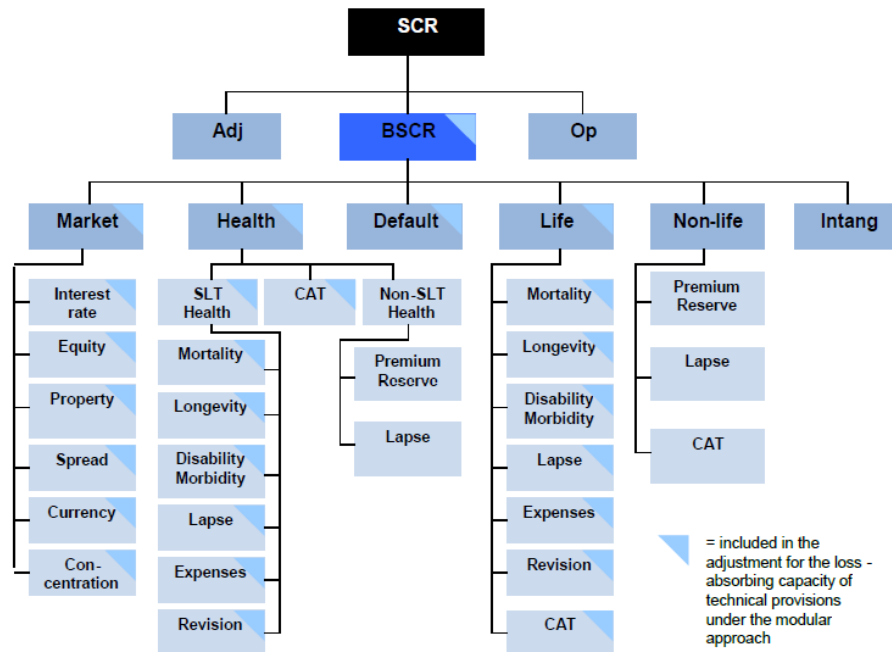 SCR
Adj
BSCR
Op
Market
Health
Default
Life
Non-life
Intang
Interest
rate
Equity
Property
Spread
Currency
Con-
centration
SLT
Health
CAT
Non-SLT
Health
Mortality
Longevity
Disability
Morbidity
Lapse
Expenses
Revision
Premium
Reserve
Lapse
Mortality
Longevity
Disability
Morbidity
Lapse
Expenses
Revision
CAT
Premium
Reserve
Lapse
CAT
= included in the
adjustment for the loss -
absorbing capacity of
technical provisions
under the modular
approach